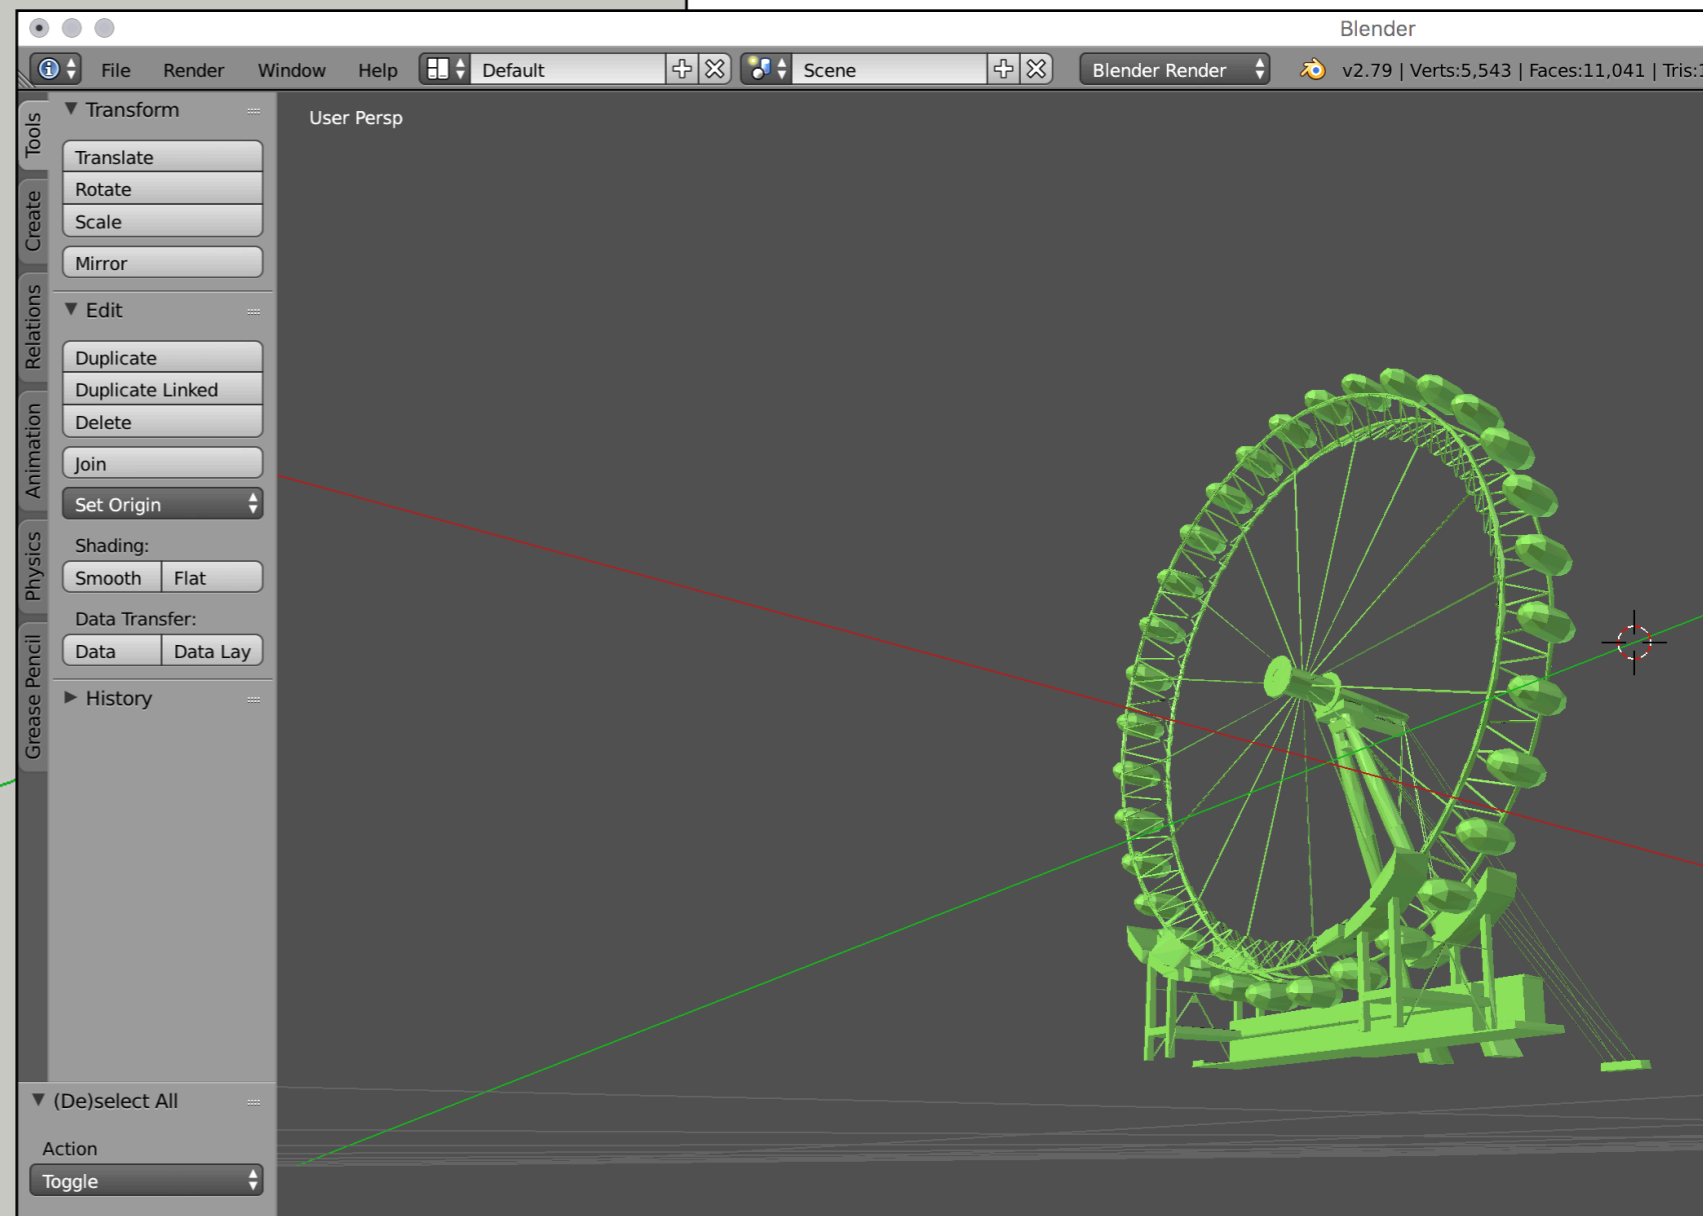 Blender
File Render Window Help Default Scene Blender Render v2.79 | Verts:5,543 | Faces:11,041 | Tris:1
Tools
Create
Relations
Animation
Physics
Grease Pencil
Transform
Translate
Rotate
Scale
Mirror
Edit
Duplicate
Duplicate Linked
Delete
Join
Set Origin
Shading:
Smooth Flat
Data Transfer:
Data Data Lay
History
(De)select All
Action
Toggle
User Persp